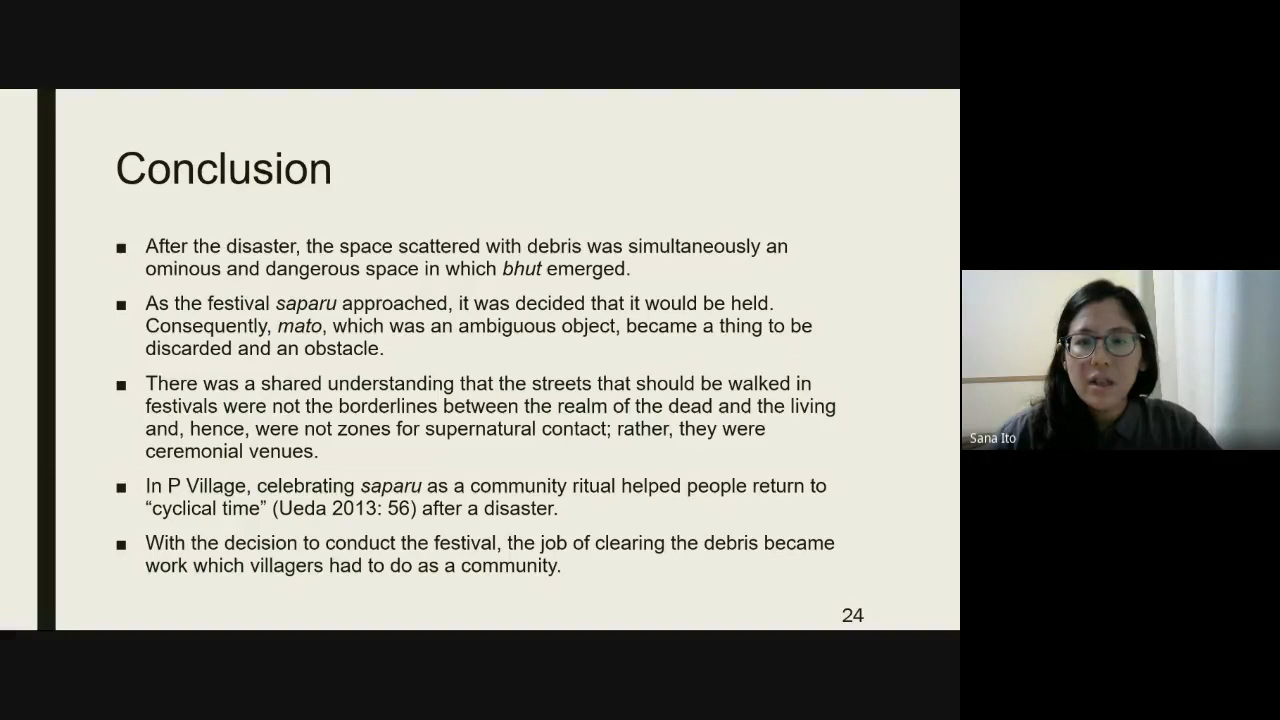 Conclusion
■ After the disaster, the space scattered with debris was simultaneously an
ominous and dangerous space in which bhut emerged.
■ As the festival saparu approached, it was decided that it would be held.
Consequently, mato, which was an ambiguous object, became a thing to be
discarded and an obstacle.
■ There was a shared understanding that the streets that should be walked in
festivals were not the borderlines between the realm of the dead and the living
and, hence, were not zones for supernatural contact; rather, they were
ceremonial venues.
■ In P Village, celebrating saparu as a community ritual helped people return to
“cyclical time” (Ueda 2013: 56) after a disaster.
■ With the decision to conduct the festival, the job of clearing the debris became
work which villagers had to do as a community.
24
Sana Ito